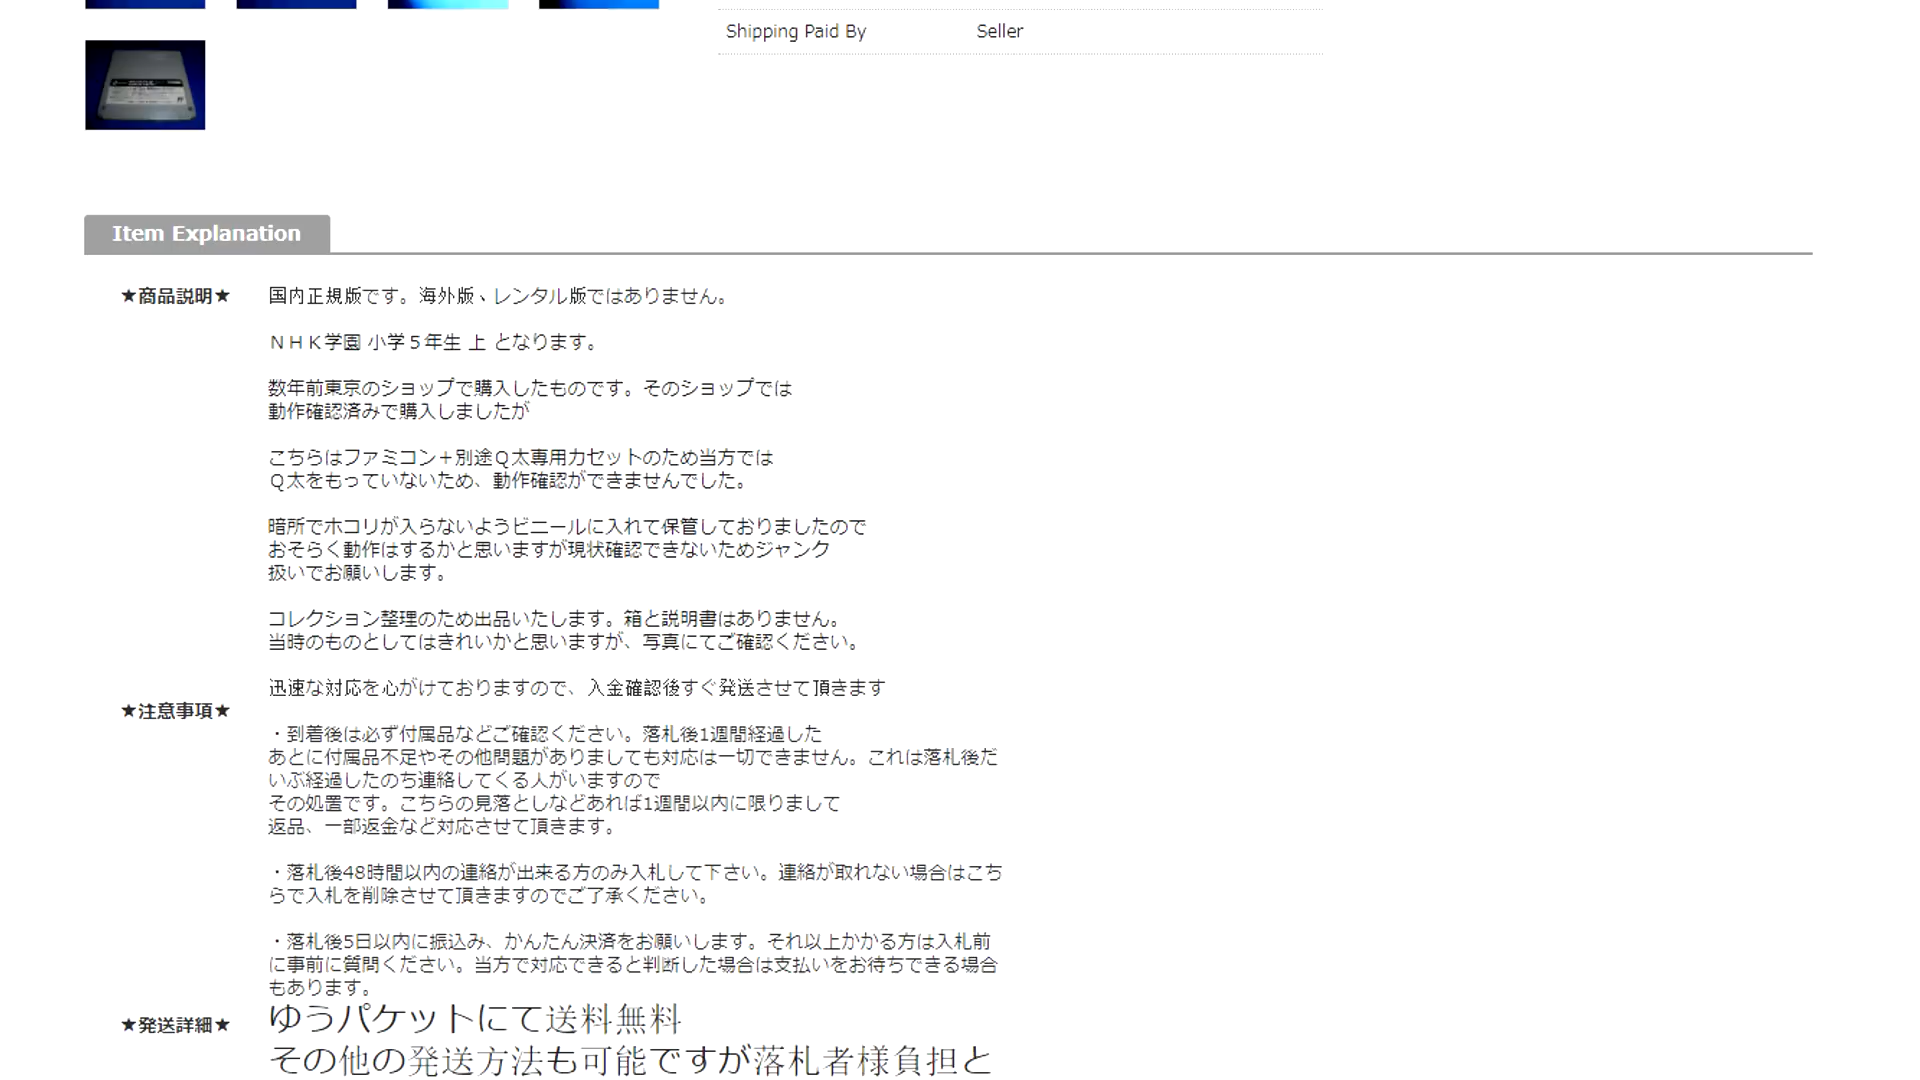 Shipping Paid By Seller
Item Explanation
★商品説明★ 国内正規版です。海外版、レンタル版ではありません。
ＮＨＫ学園 小学５年生 上 となります。
数年前東京のショップで購入したものです。そのショップでは
動作確認済みで購入しましたが
こちらはファミコン＋別途Ｑ太専用カセットのため当方では
Ｑ太をもっていないため、動作確認ができませんでした。
暗所でホコリが入らないようビニールに入れて保管しておりましたので
おそらく動作はするかと思いますが現状確認できないためジャンク
扱いでお願いします。
コレクション整理のため出品いたします。箱と説明書はありません。
当時のものとしてはきれいかと思いますが、写真にてご確認ください。
迅速な対応を心がけておりますので、入金確認後すぐ発送させて頂きます
★注意事項★
・到着後は必ず付属品などご確認ください。落札後1週間経過した
あとに付属品不足やその他問題がありましても対応は一切できません。これは落札後だ
いぶ経過したのち連絡してくる人がいますので
その処置です。こちらの見落としなどあれば1週間以内に限りまして
返品、一部返金など対応させて頂きます。
・落札後48時間以内の連絡が出来る方のみ入札して下さい。連絡が取れない場合はこち
らで入札を削除させて頂きますのでご了承ください。
・落札後5日以内に振込み、かんたん決済をお願いします。それ以上かかる方は入札前
に事前に質問ください。当方で対応できると判断した場合は支払いをお待ちできる場合
もあります。
★発送詳細★ ゆうパケットにて送料無料
その他の発送方法も可能ですが落札者様負担と